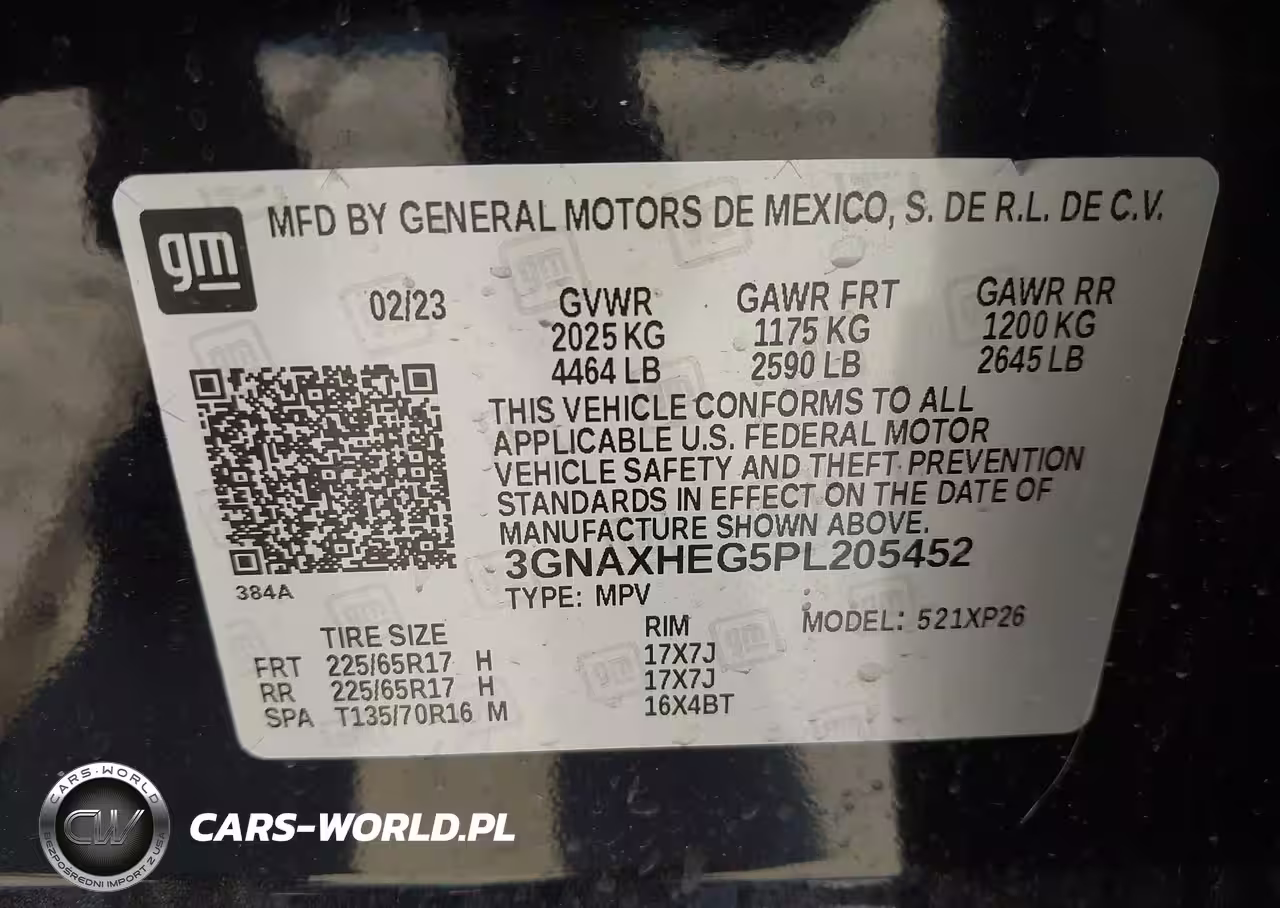 gm
MFD BY GENERAL MOTORS DE MEXICO, S. DE R.L. DE C.V.
02/23 GVWR GAWR FRT GAWR RR
2025 KG 1175 KG 1200 KG
4464 LB 2590 LB 2645 LB
THIS VEHICLE CONFORMS TO ALL
APPLICABLE U.S. FEDERAL MOTOR
VEHICLE SAFETY AND THEFT PREVENTION
STANDARDS IN EFFECT ON THE DATE OF
MANUFACTURE SHOWN ABOVE.
3GNAXHEG5PL205452
384A
TYPE: MPV MODEL: 521XP26
TIRE SIZE RIM
FRT 225/65R17 H 17X7J
RR 225/65R17 H 17X7J
SPA T135/70R16 M 16X4BT
CARS-WORLD
CW
BEZPOŚREDNI IMPORT Z USA
CARS-WORLD.PL